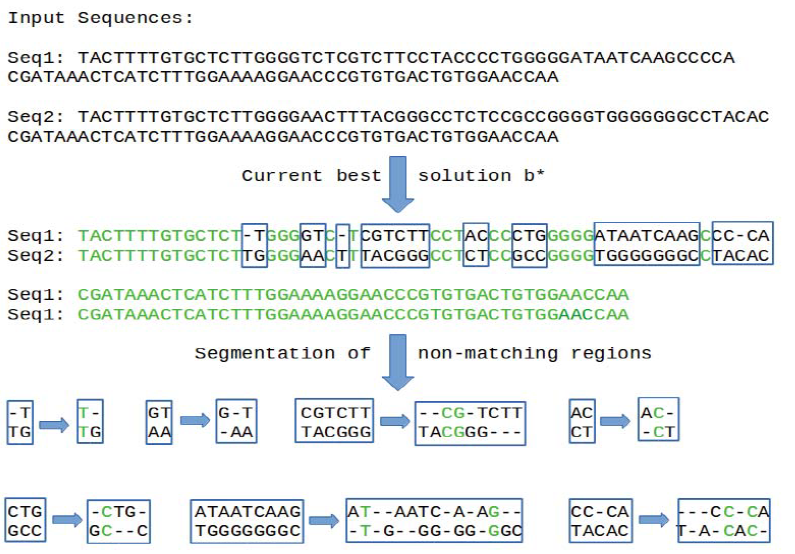 Input Sequences:
Seq1: TACTTTTGTGCTCTTGGGGTCTCGTCTTCCTACCCCTGGGGGATAATCAAGCCCCA
CGATAAACTCATCTTTGGAAAAGGAACCCGTGTGACTGTGGAACCAA
Seq2: TACTTTTGTGCTCTTGGGGAACTTTACGGGCCTCTCCGCCGGGGTGGGGGGGCCTACAC
CGATAAACTCATCTTTGGAAAAGGAACCCGTGTGACTGTGGAACCAA
Current best solution b*
Seq1: TACTTTTGTGCTCT-TGGGGTC-TCGTCTTCCTACCCCTGGGGGATAATCAAGCCC-CA
Seq2: TACTTTTGTGCTCTTGGGGAACTTTACGGGCCTCTCCGCCGGGGTGGGGGGGCCTACAC
Seq1: CGATAAACTCATCTTTGGAAAAGGAACCCGTGTGACTGTGGAACCAA
Seq1: CGATAAACTCATCTTTGGAAAAGGAACCCGTGTGACTGTGGAACCAA
Segmentation of non-matching regions
-T T- GT G-T CGTCTT --CG-TCTT AC AC-
TG TG AA -AA TACGGG TACGGG--- CT -CT
CTG -CTG- ATAATCAAG AT--AATC-A-AG-- CC-CA ---CC-CA
GCC GC--C TGGGGGGGC -T-G--GG-GG-GGC TACAC T-A-CAC-